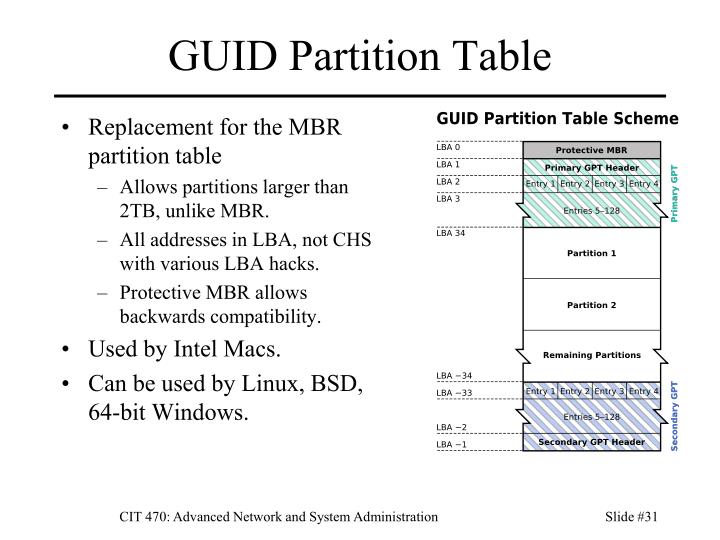 GUID Partition Table
• Replacement for the MBR
partition table
– Allows partitions larger than
2TB, unlike MBR.
– All addresses in LBA, not CHS
with various LBA hacks.
– Protective MBR allows
backwards compatibility.
• Used by Intel Macs.
• Can be used by Linux, BSD,
64-bit Windows.
GUID Partition Table Scheme
LBA 0
Protective MBR
LBA 1
Primary GPT Header
LBA 2
Entry 1 Entry 2 Entry 3 Entry 4
LBA 3
Entries 5–128
Primary GPT
LBA 34
Partition 1
Partition 2
Remaining Partitions
LBA −34
LBA −33
Entry 1 Entry 2 Entry 3 Entry 4
Entries 5–128
LBA −2
Secondary GPT Header
LBA −1
Secondary GPT
CIT 470: Advanced Network and System Administration
Slide #31